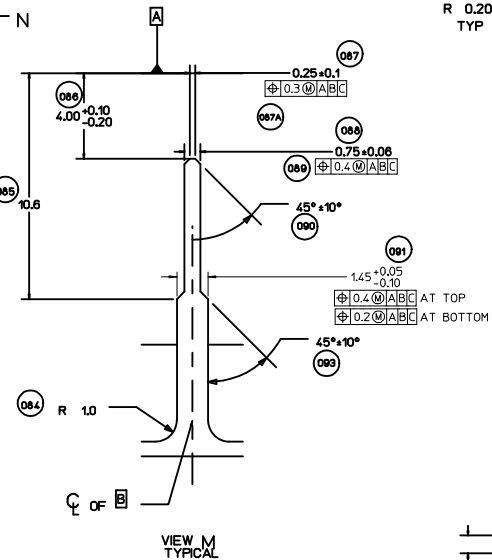 N
A
R 0.20
TYP
087
0.25±0.1
⌖ 0.3 Ⓜ A B C
086
4.00 +0.10
-0.20
087A
088
0.75±0.06
089
⌖ 0.4 Ⓜ A B C
085
10.6
45°±10°
090
091
1.45 +0.05
-0.10
⌖ 0.4 Ⓜ A B C AT TOP
⌖ 0.2 Ⓜ A B C AT BOTTOM
45°±10°
093
084
R 1.0
℄ OF B
VIEW M
TYPICAL